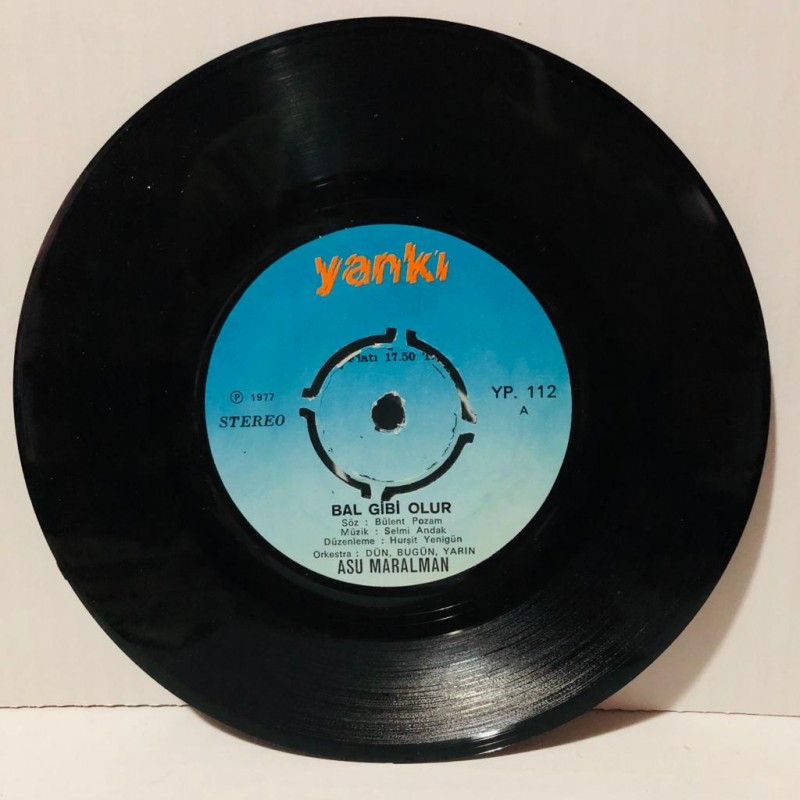 yankı
Fiatı 17.50 T
℗ 1977
STEREO
YP. 112
A
BAL GİBİ OLUR
Söz : Bülent Pozam
Müzik : Selmi Andak
Düzenleme : Hurşit Yenigün
Orkestra : DÜN, BUGÜN, YARIN
ASU MARALMAN